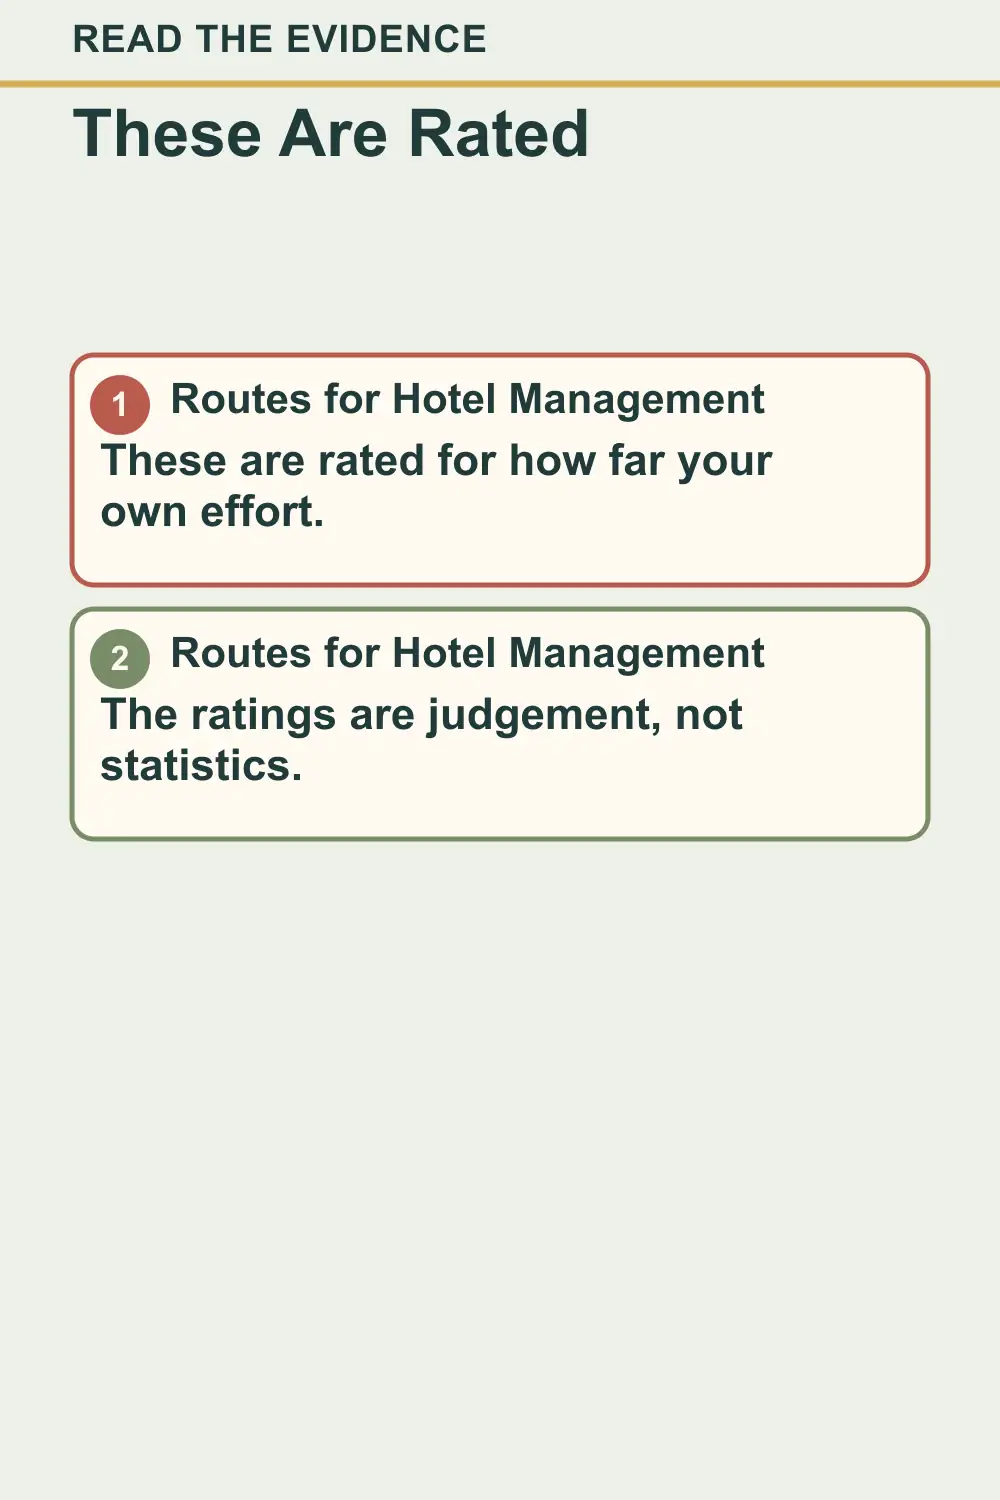 READ THE EVIDENCE
These Are Rated
1 Routes for Hotel Management
These are rated for how far your
own effort.
2 Routes for Hotel Management
The ratings are judgement, not
statistics.